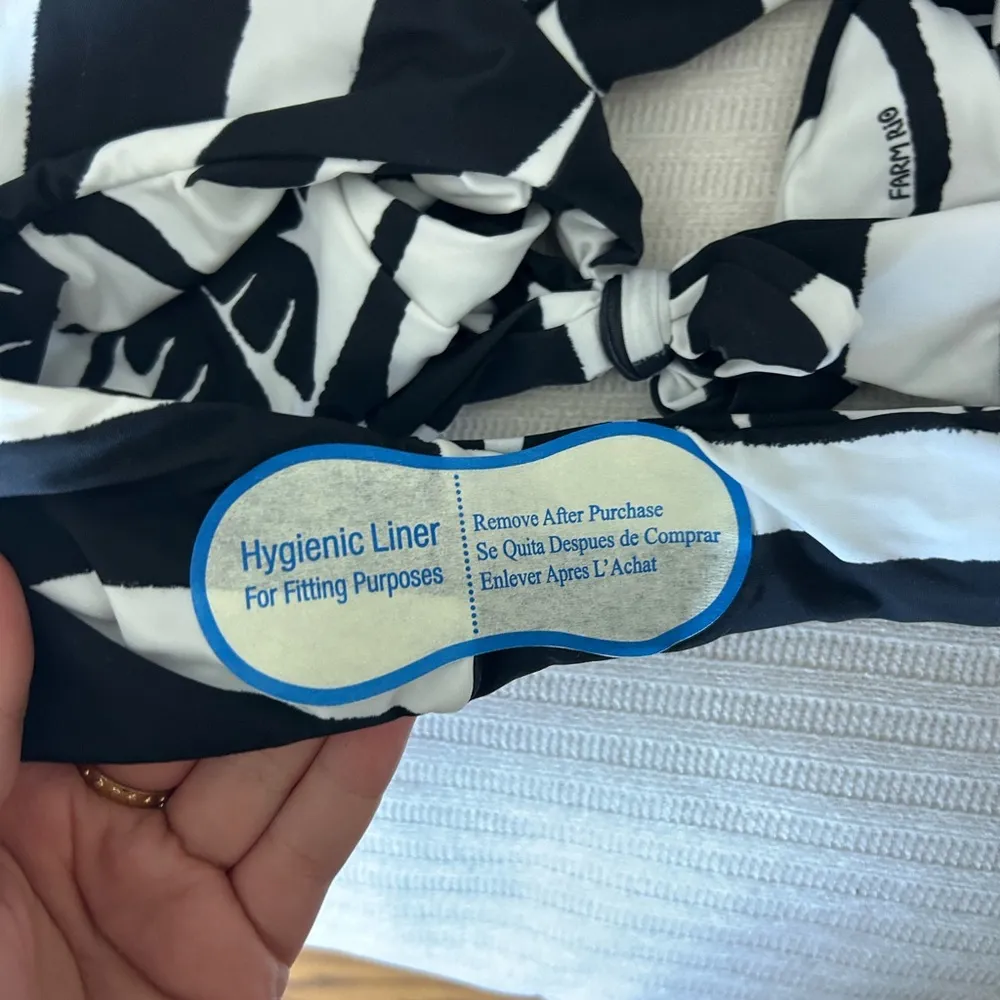 FARM RIO
Hygienic Liner
For Fitting Purposes
Remove After Purchase
Se Quita Despues de Comprar
Enlever Apres L'Achat